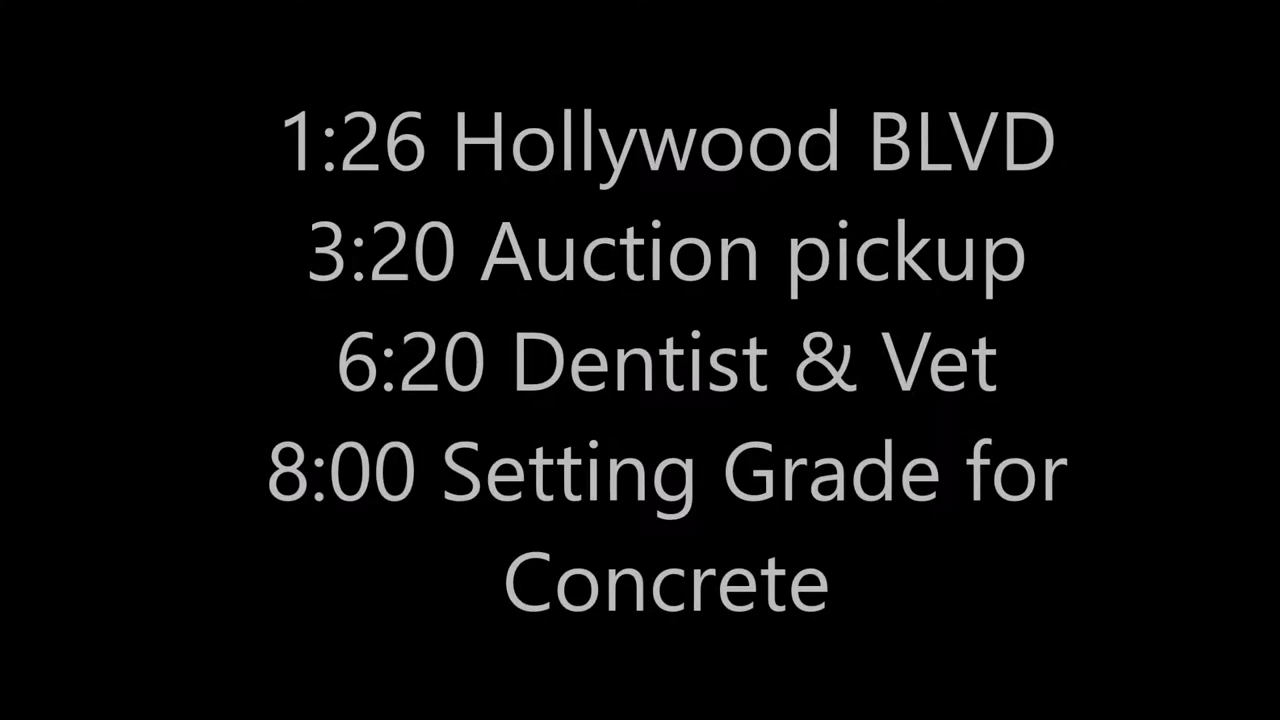 1:26 Hollywood BLVD
3:20 Auction pickup
6:20 Dentist & Vet
8:00 Setting Grade for
Concrete